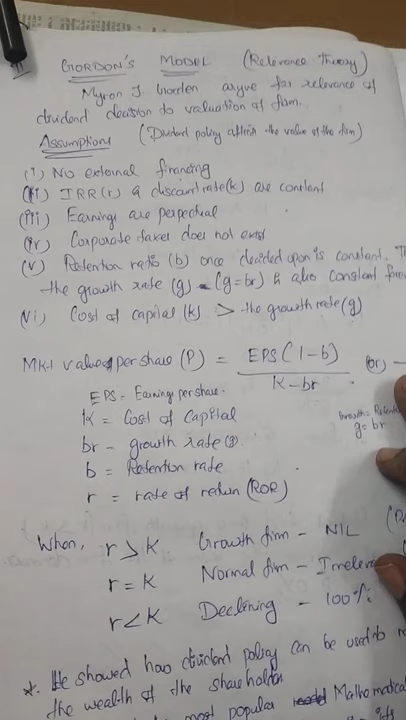 III
GORDON'S MODEL (Relevance Theory)
Myron J. Gorden argue for relevance of
dividend decision to valuation of firm.
Assumptions (Dividend policy affects the value of the firm)
(i) No external financing
(ii) IRR(r) & discount rate(k) are constant
(iii) Earnings are perpectual
(iv) Corporate taxes does not exist
(v) Retention ratio (b) once decided upon is constant. Th
the growth rate (g) - (g=br) is also constant fore
(vi) Cost of capital (k) > the growth rate (g)
Mkt value per share (P) = EPS(1-b) / K-br (or) -
EPS - Earning per share.
K = Cost of Capital
br - growth rate (g)
Growth = Retent
g = br
b = Retention rate
r = rate of return (ROR)
When, r > K Growth firm - NIL
r = K Normal firm - Irrelev
r < K Declining - 100%
*. He showed how dividend policy can be used to m
the wealth of the shareholder
most popular Mathematical